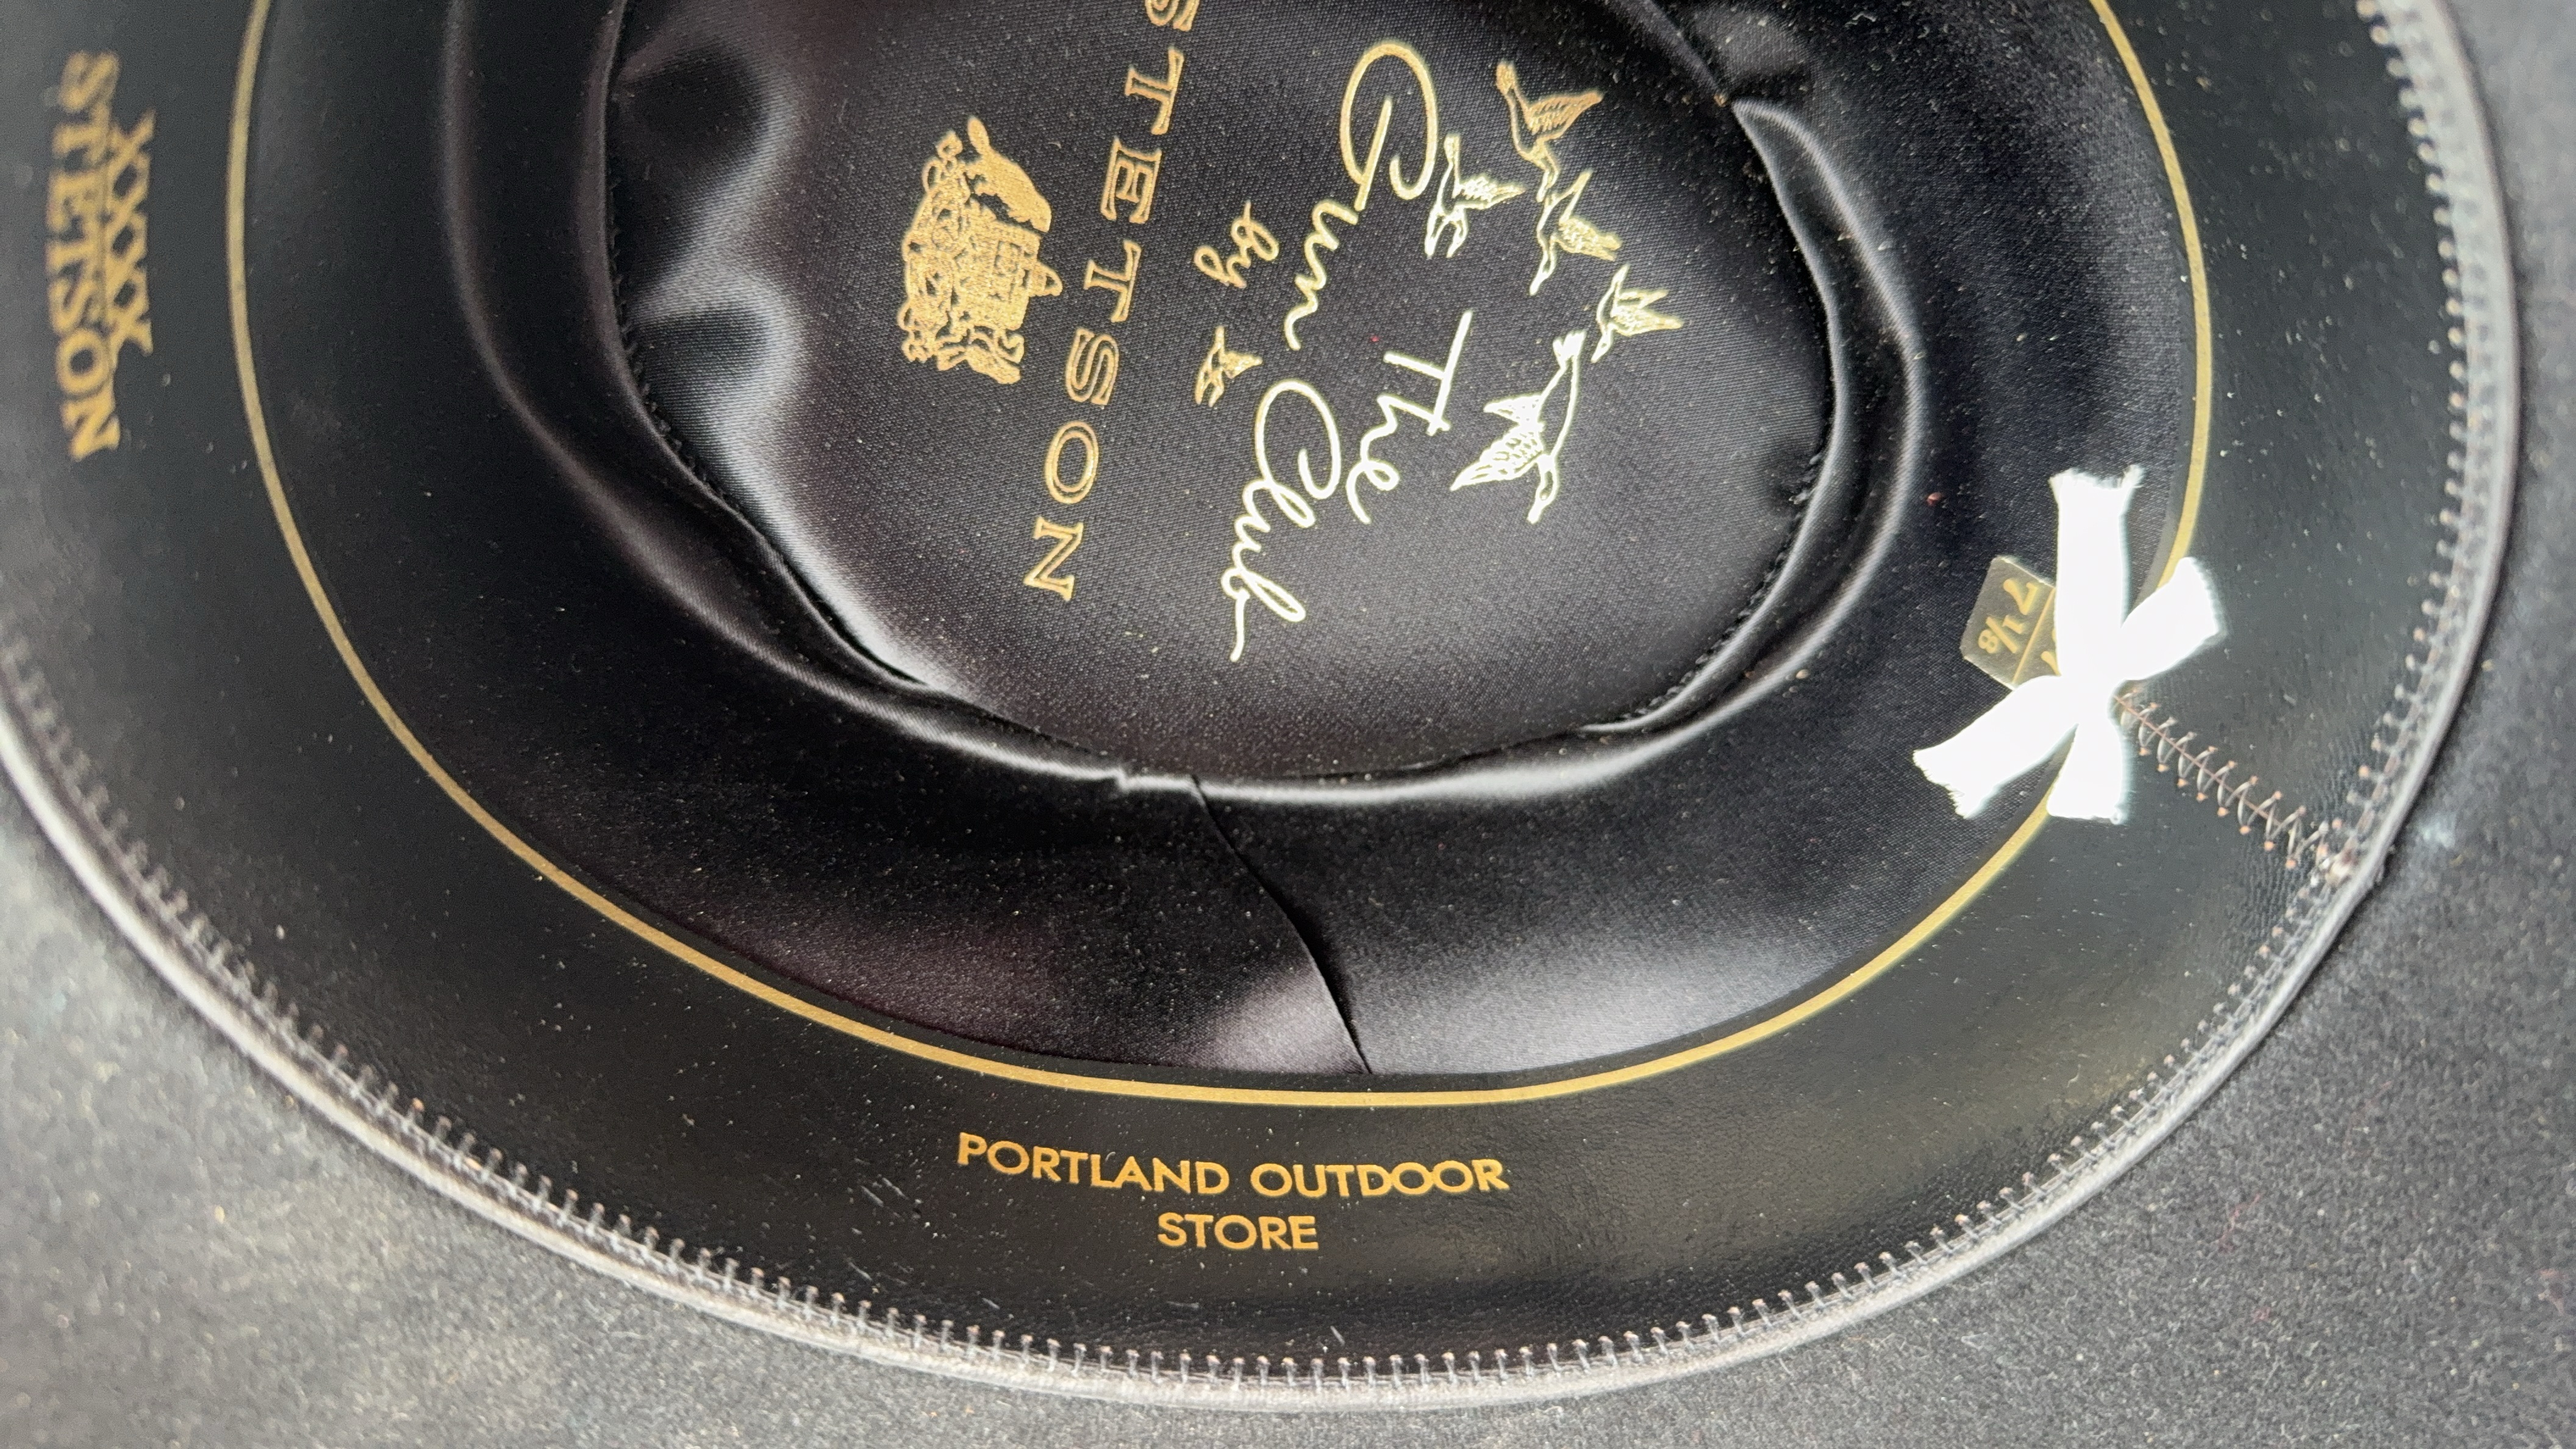 The
Gun Club
by
STETSON
XXXX
STETSON
7 1/8
PORTLAND OUTDOOR
STORE